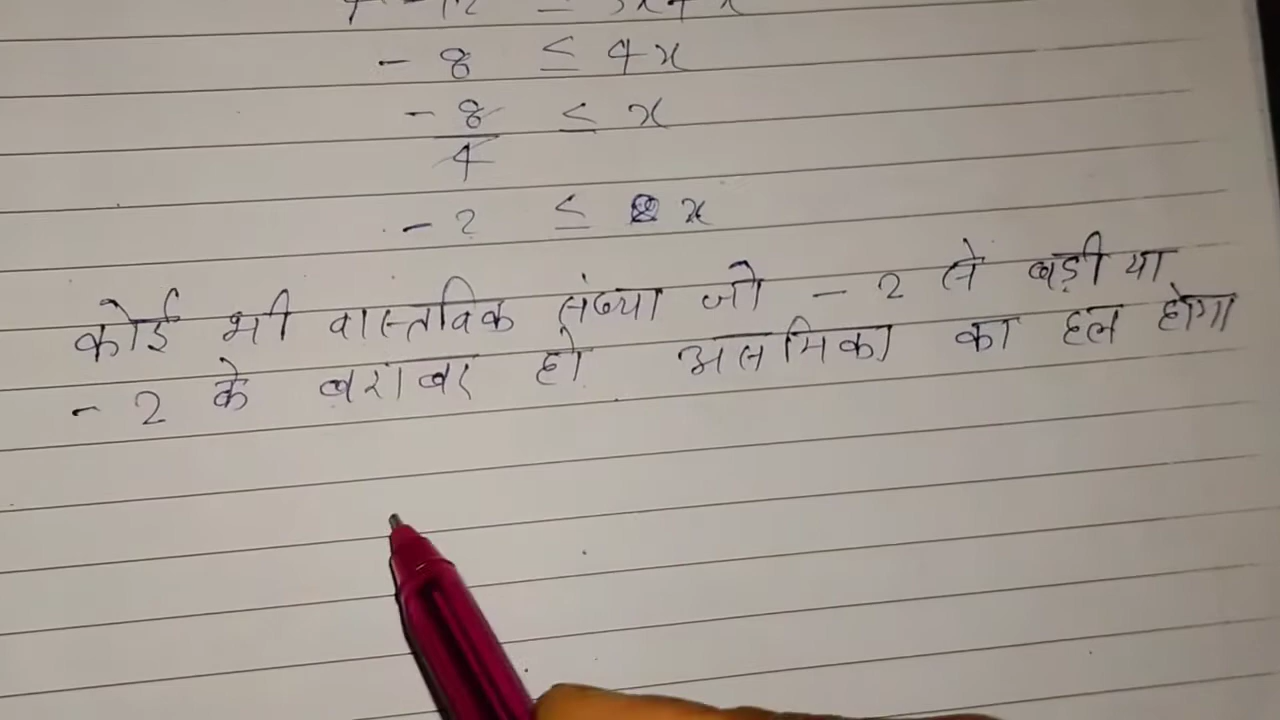 - 8 ≤ 4x
- 8 ≤ x
4
- 2 ≤ x
कोई भी वास्तविक संख्या जो - 2 से बड़ी या
- 2 के बराबर हो असमिका का हल होगा